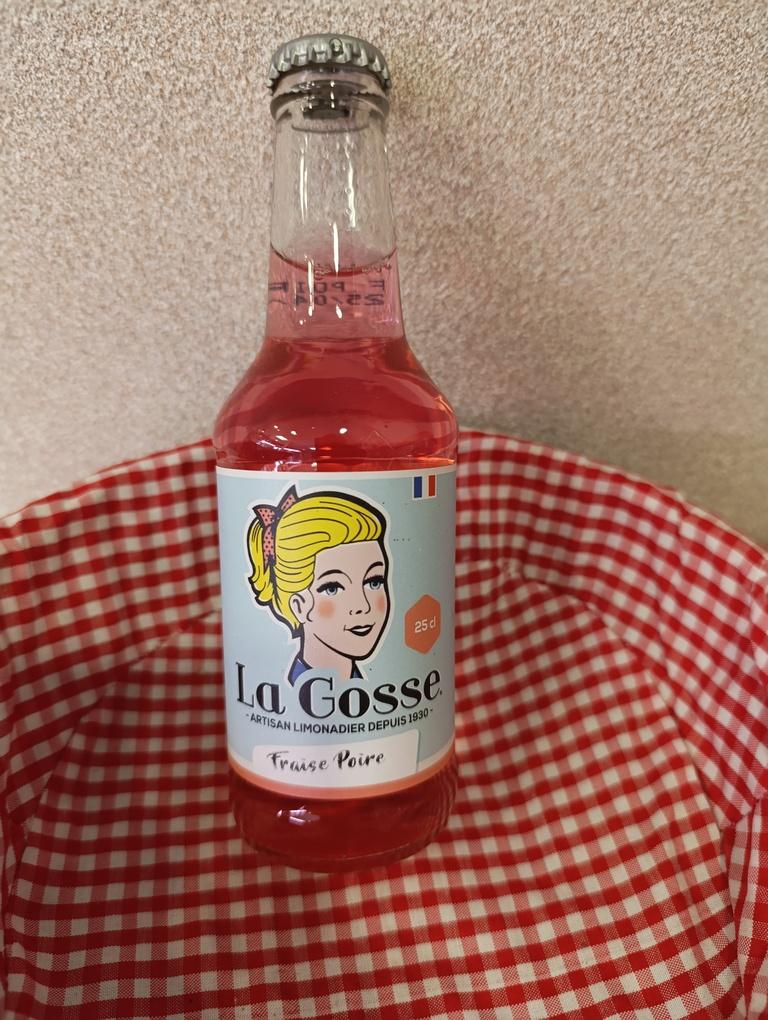 25 cl
La Gosse
- ARTISAN LIMONADIER DEPUIS 1930 -
Fraise Poire